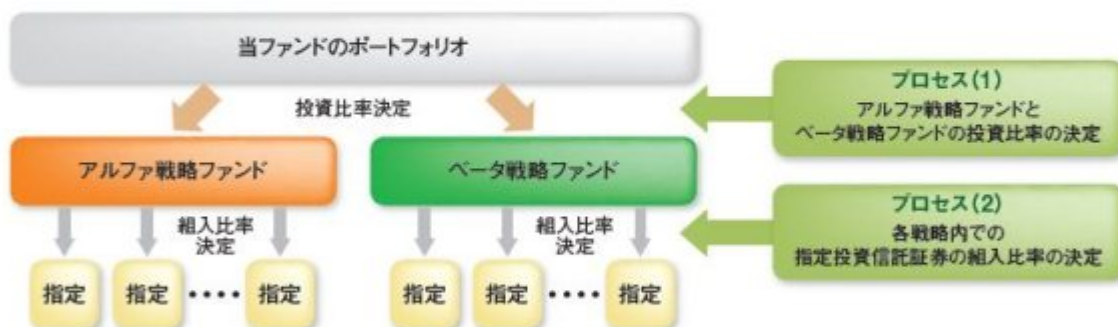 当ファンドのポートフォリオ
投資比率決定
アルファ戦略ファンド
ベータ戦略ファンド
組入比率
決定
組入比率
決定
指定
指定
・・・・
指定
指定
指定
・・・・
指定
プロセス(1)
アルファ戦略ファンドと
ベータ戦略ファンドの投資比率の決定
プロセス(2)
各戦略内での
指定投資信託証券の組入比率の決定